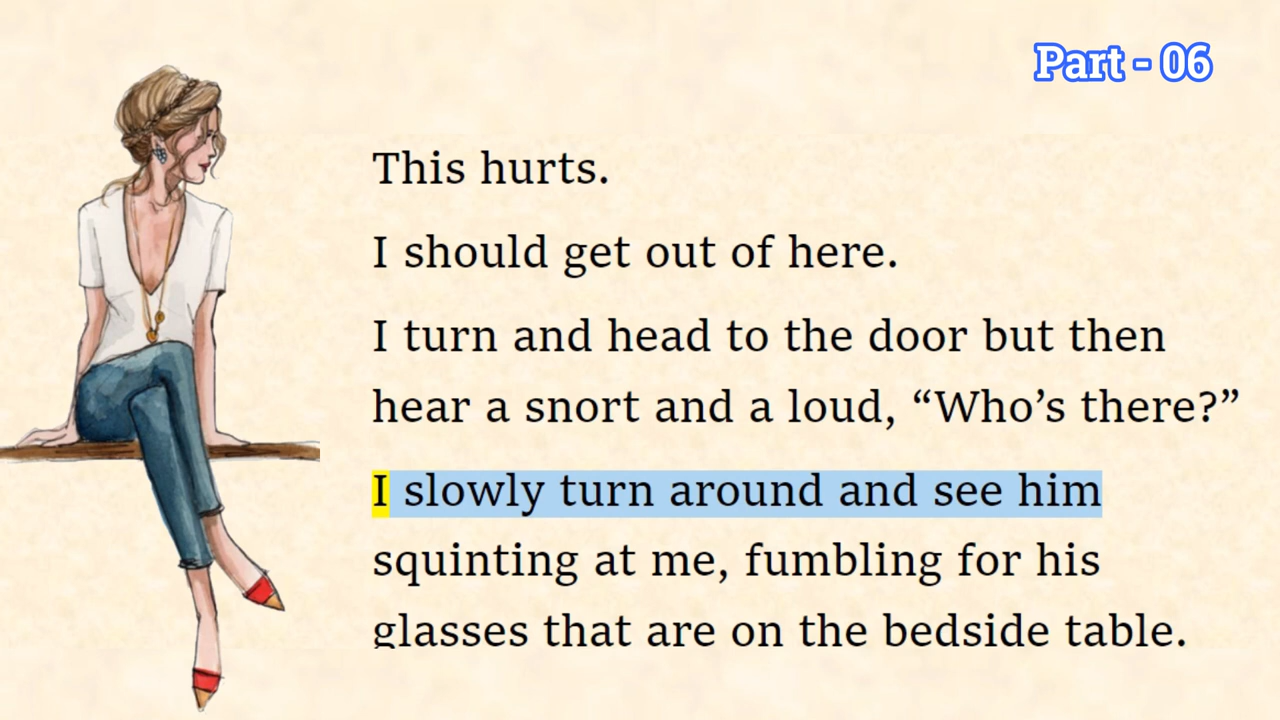 Part - 06
This hurts.
I should get out of here.
I turn and head to the door but then
hear a snort and a loud, “Who’s there?”
I slowly turn around and see him
squinting at me, fumbling for his
glasses that are on the bedside table.